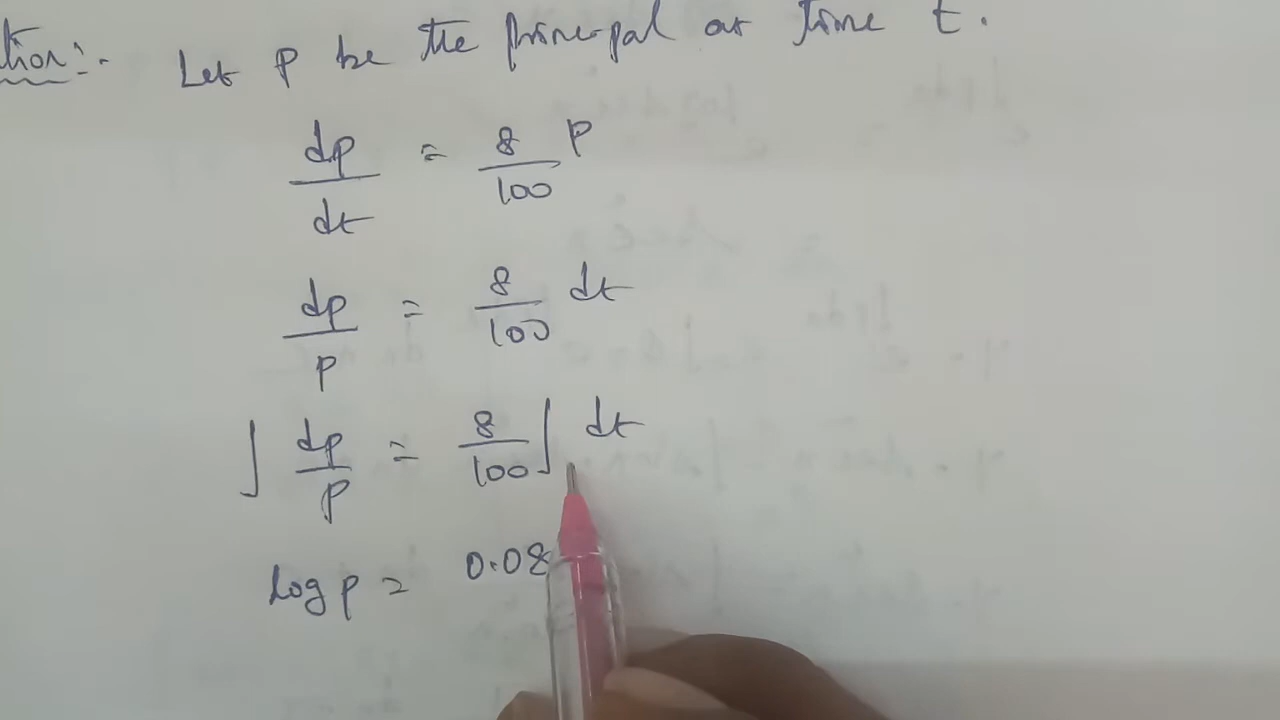 tion:- Let P be the principal at time t.
dp/dt = 8/100 P
dp/p = 8/100 dt
∫ dp/p = 8/100 ∫ dt
log p = 0.08